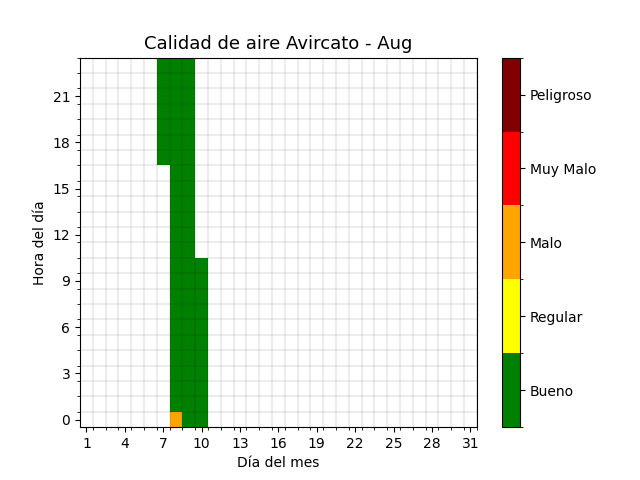 Calidad de aire Avircato - Aug
21
18
15
12
9
6
3
0
Hora del día
1 4 7 10 13 16 19 22 25 28 31
Día del mes
Peligroso
Muy Malo
Malo
Regular
Bueno